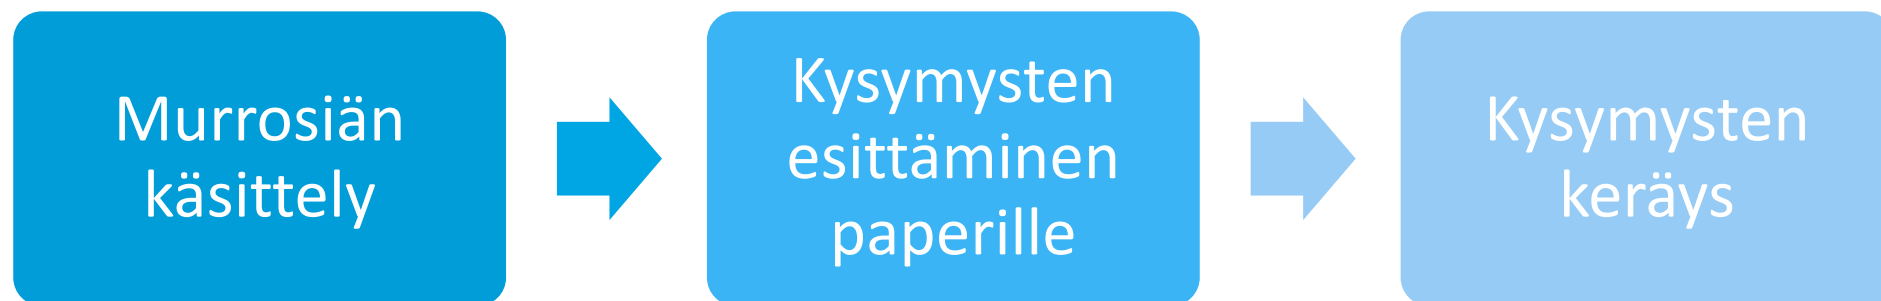 Murrosiän
käsittely
Kysymysten
esittäminen
paperille
Kysymysten
keräys